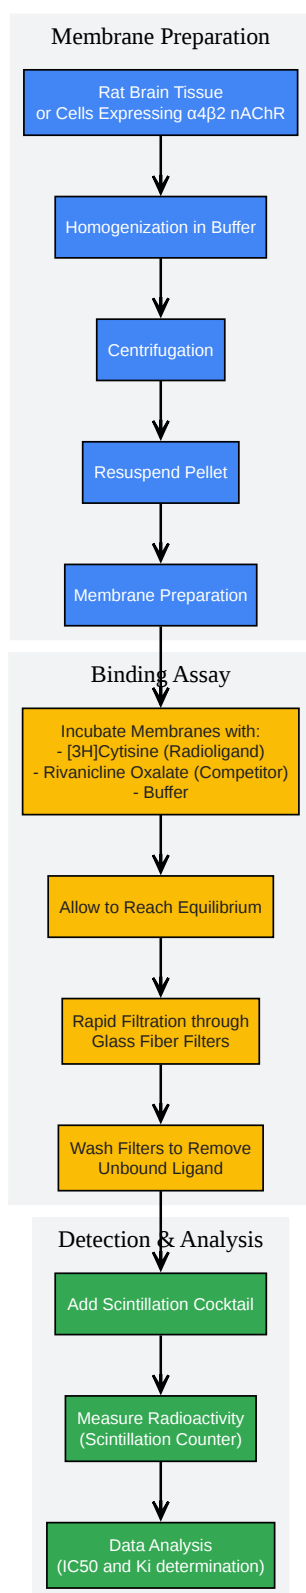 Membrane Preparation
Rat Brain Tissue
or Cells Expressing α4β2 nAChR
Homogenization in Buffer
Centrifugation
Resuspend Pellet
Membrane Preparation
Binding Assay
Incubate Membranes with:
- [3H]Cytisine (Radioligand)
- Rivanicline Oxalate (Competitor)
- Buffer
Allow to Reach Equilibrium
Rapid Filtration through
Glass Fiber Filters
Wash Filters to Remove
Unbound Ligand
Detection & Analysis
Add Scintillation Cocktail
Measure Radioactivity
(Scintillation Counter)
Data Analysis
(IC50 and Ki determination)